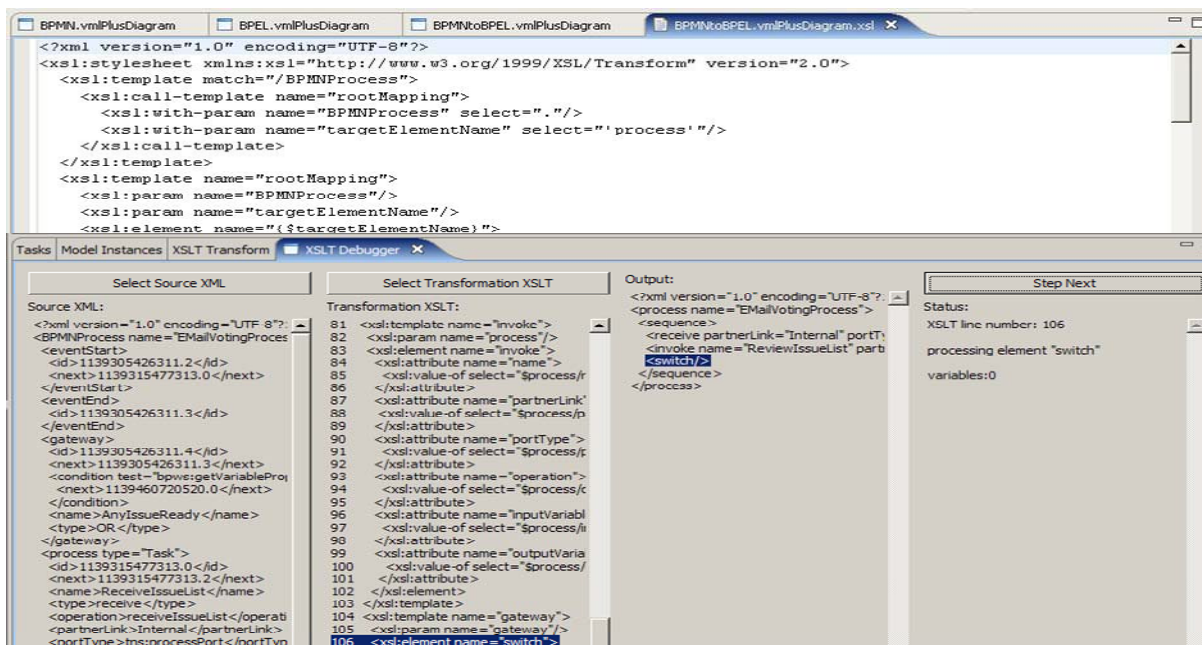 BPMN.vmlPlusDiagram BPEL.vmlPlusDiagram BPMNtoBPEL.vmlPlusDiagram BPMNtoBPEL.vmlPlusDiagram.xsl
<?xml version="1.0" encoding="UTF-8"?>
<xsl:stylesheet xmlns:xsl="http://www.w3.org/1999/XSL/Transform" version="2.0">
<xsl:template match="/BPMNProcess">
<xsl:call-template name="rootMapping">
<xsl:with-param name="BPMNProcess" select="."/>
<xsl:with-param name="targetElementName" select="'process'"/>
</xsl:call-template>
</xsl:template>
<xsl:template name="rootMapping">
<xsl:param name="BPMNProcess"/>
<xsl:param name="targetElementName"/>
<xsl:element name="{$targetElementName}">
Tasks Model Instances XSLT Transform XSLT Debugger
Select Source XML
Source XML:
<?xml version="1.0" encoding="UTF-8"?:
<BPMNProcess name="EMailVotingProces
<eventStart>
<id>1139305426311.2</id>
<next>1139315477313.0</next>
</eventStart>
<eventEnd>
<id>1139305426311.3</id>
</eventEnd>
<gateway>
<id>1139305426311.4</id>
<next>1139305426311.3</next>
<condition test="bpws:getVariableProp
<next>1139460720520.0</next>
</condition>
<name>AnyIssueReady</name>
<type>OR</type>
</gateway>
<process type="Task">
<id>1139315477313.0</id>
<next>1139315477313.2</next>
<name>ReceiveIssueList</name>
<type>receive</type>
<operation>receiveIssueList</operati
<partnerLink>Internal</partnerLink>
<portType>tns:processPort</portTyp
Select Transformation XSLT
Transformation XSLT:
81 <xsl:template name="invoke">
82 <xsl:param name="process"/>
83 <xsl:element name="invoke">
84 <xsl:attribute name="name">
85 <xsl:value-of select="$process/r
86 </xsl:attribute>
87 <xsl:attribute name="partnerLink"
88 <xsl:value-of select="$process/p
89 </xsl:attribute>
90 <xsl:attribute name="portType">
91 <xsl:value-of select="$process/p
92 </xsl:attribute>
93 <xsl:attribute name="operation">
94 <xsl:value-of select="$process/c
95 </xsl:attribute>
96 <xsl:attribute name="inputVariabl
97 <xsl:value-of select="$process/ir
98 </xsl:attribute>
99 <xsl:attribute name="outputVaria
100 <xsl:value-of select="$process/
101 </xsl:attribute>
102 </xsl:element>
103 </xsl:template>
104 <xsl:template name="gateway">
105 <xsl:param name="gateway"/>
106 <xsl:element name="switch">
Output:
<?xml version="1.0" encoding="UTF-8"?:
<process name="EMailVotingProcess">
<sequence>
<receive partnerLink="Internal" portTy
<invoke name="ReviewIssueList" parti
<switch/>
</sequence>
</process>
Step Next
Status:
XSLT line number: 106
processing element "switch"
variables:0